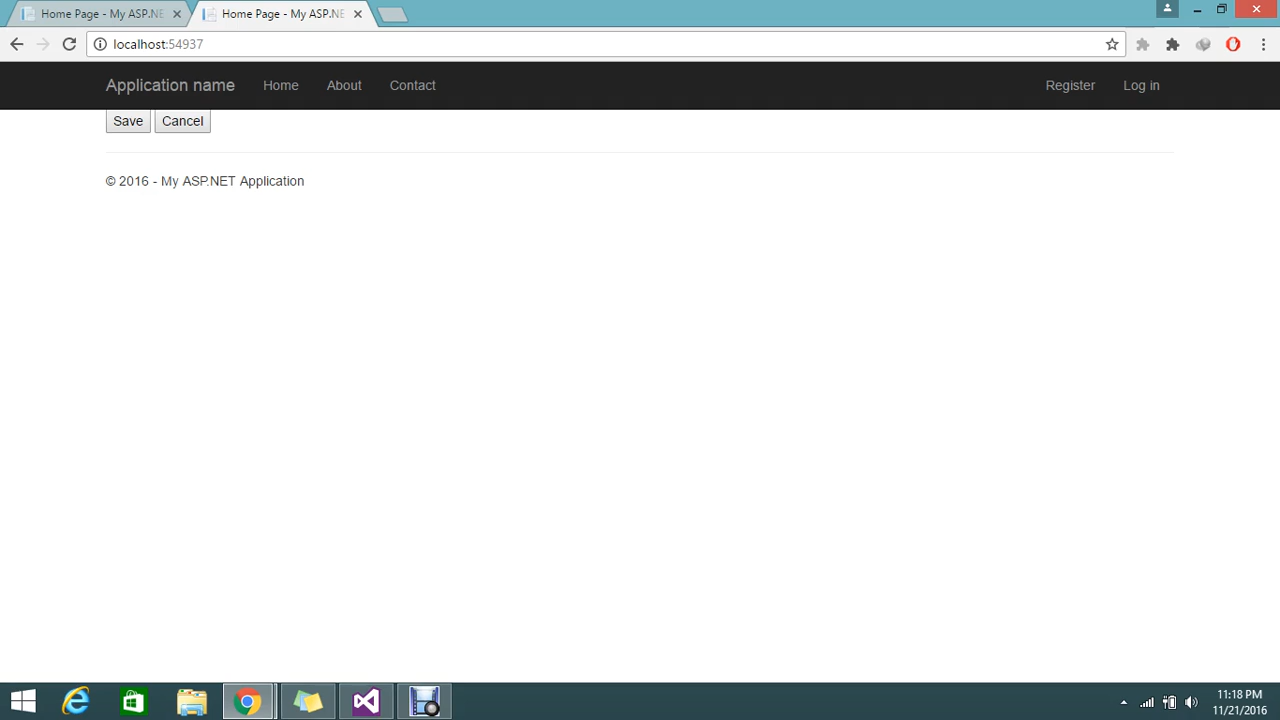 Home Page - My ASP.NE
Home Page - My ASP.NE
localhost:54937
Application name Home About Contact Register Log in
Save Cancel
© 2016 - My ASP.NET Application
11:18 PM
11/21/2016